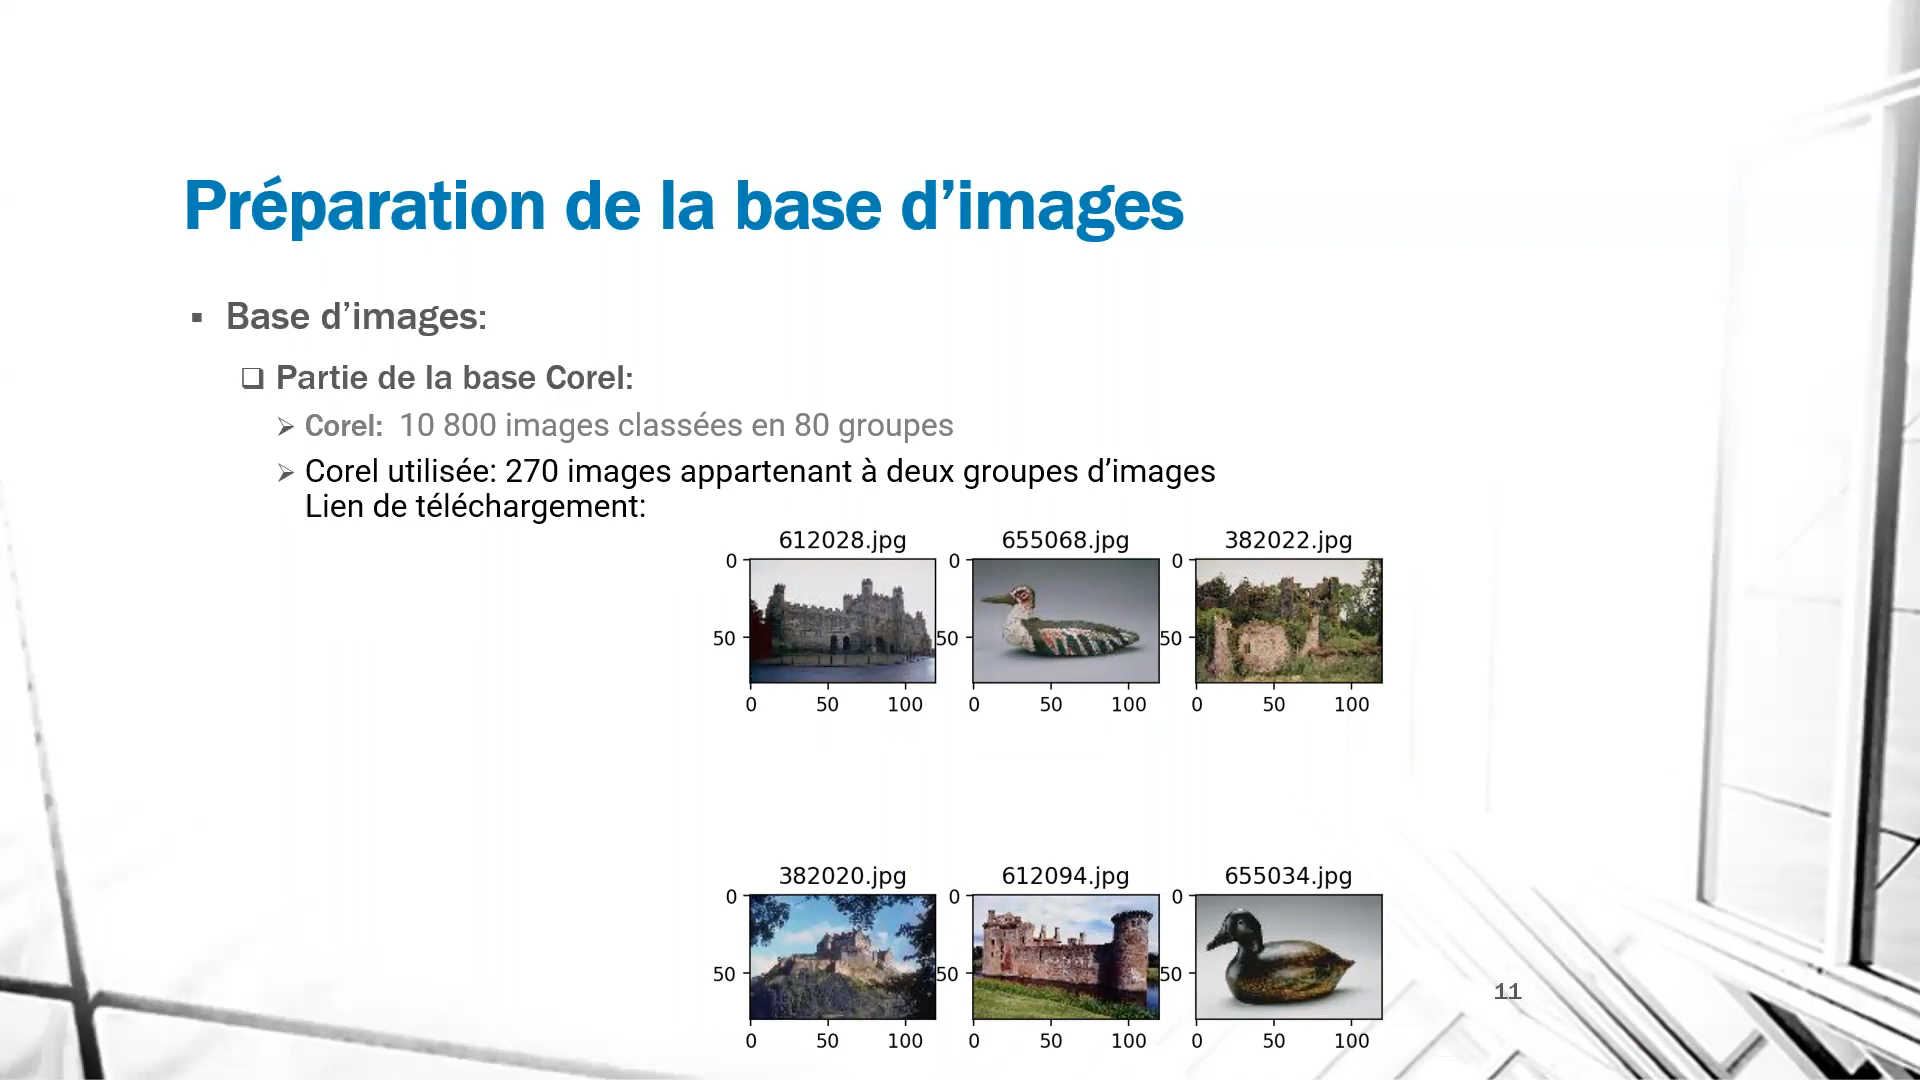 Préparation de la base d’images
▪ Base d’images:
❑ Partie de la base Corel:
➢ Corel: 10 800 images classées en 80 groupes
➢ Corel utilisée: 270 images appartenant à deux groupes d’images
Lien de téléchargement:
612028.jpg 655068.jpg 382022.jpg
0 0 0
50 50 50
0 50 100 0 50 100 0 50 100
382020.jpg 612094.jpg 655034.jpg
0 0 0
50 50 50
11
0 50 100 0 50 100 0 50 100